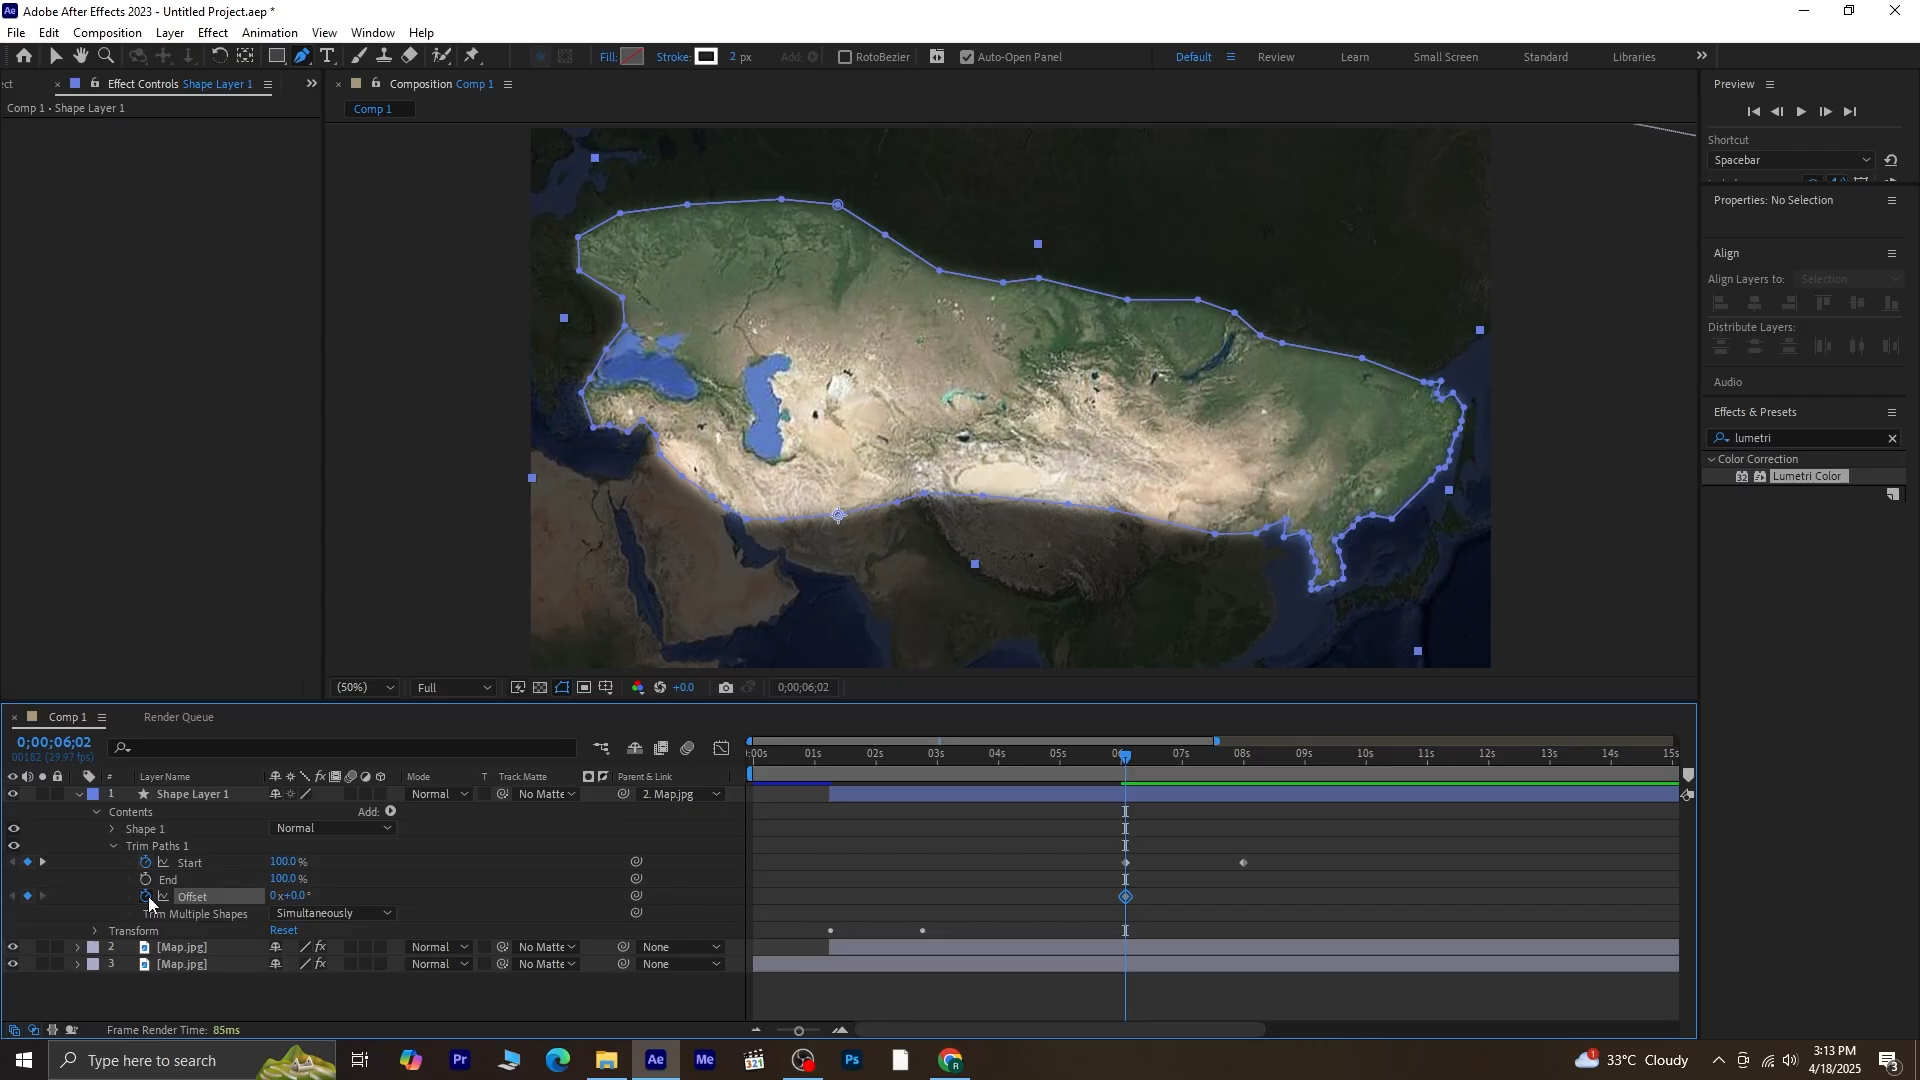 Adobe After Effects 2023 - Untitled Project.aep *
File Edit Composition Layer Effect Animation View Window Help
Fill: Stroke: 2 px Add: RotoBezier Auto-Open Panel Default Review Learn Small Screen Standard Libraries
Effect Controls Shape Layer 1
Composition Comp 1
Preview
Comp 1 • Shape Layer 1
Comp 1
Shortcut
Spacebar
Properties: No Selection
Align
Align Layers to: Selection
Distribute Layers:
Audio
Effects & Presets
lumetri
Color Correction
Lumetri Color
(50%) Full +0.0 0;00;06;02
Comp 1 Render Queue
0;00;06;02
00182 (29.97 fps)
:00s 01s 02s 03s 04s 05s 06s 07s 08s 09s 10s 11s 12s 13s 14s 15s
# Layer Name Mode T Track Matte Parent & Link
1 Shape Layer 1 Normal No Matte 2. Map.jpg
Contents Add:
Shape 1 Normal
Trim Paths 1
Start 100.0 %
End 100.0 %
Offset 0x+0.0°
Trim Multiple Shapes Simultaneously
Transform Reset
2 [Map.jpg] Normal No Matte None
3 [Map.jpg] Normal No Matte None
Frame Render Time: 85ms
Type here to search
33°C Cloudy
3:13 PM
4/18/2025